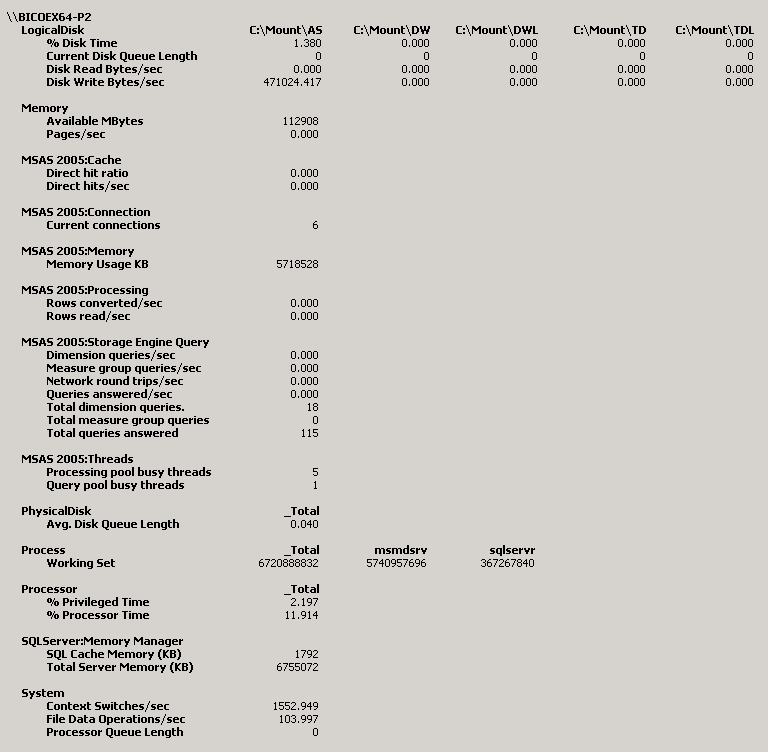 \\BICOEX64-P2
LogicalDisk C:\Mount\AS C:\Mount\DW C:\Mount\DWL C:\Mount\TD C:\Mount\TDL
% Disk Time 1.380 0.000 0.000 0.000 0.000
Current Disk Queue Length 0 0 0 0 0
Disk Read Bytes/sec 0.000 0.000 0.000 0.000 0.000
Disk Write Bytes/sec 471024.417 0.000 0.000 0.000 0.000
Memory
Available MBytes 112908
Pages/sec 0.000
MSAS 2005:Cache
Direct hit ratio 0.000
Direct hits/sec 0.000
MSAS 2005:Connection
Current connections 6
MSAS 2005:Memory
Memory Usage KB 5718528
MSAS 2005:Processing
Rows converted/sec 0.000
Rows read/sec 0.000
MSAS 2005:Storage Engine Query
Dimension queries/sec 0.000
Measure group queries/sec 0.000
Network round trips/sec 0.000
Queries answered/sec 0.000
Total dimension queries. 18
Total measure group queries 0
Total queries answered 115
MSAS 2005:Threads
Processing pool busy threads 5
Query pool busy threads 1
PhysicalDisk _Total
Avg. Disk Queue Length 0.040
Process _Total msmdsrv sqlservr
Working Set 6720888832 5740957696 367267840
Processor _Total
% Privileged Time 2.197
% Processor Time 11.914
SQLServer:Memory Manager
SQL Cache Memory (KB) 1792
Total Server Memory (KB) 6755072
System
Context Switches/sec 1552.949
File Data Operations/sec 103.997
Processor Queue Length 0